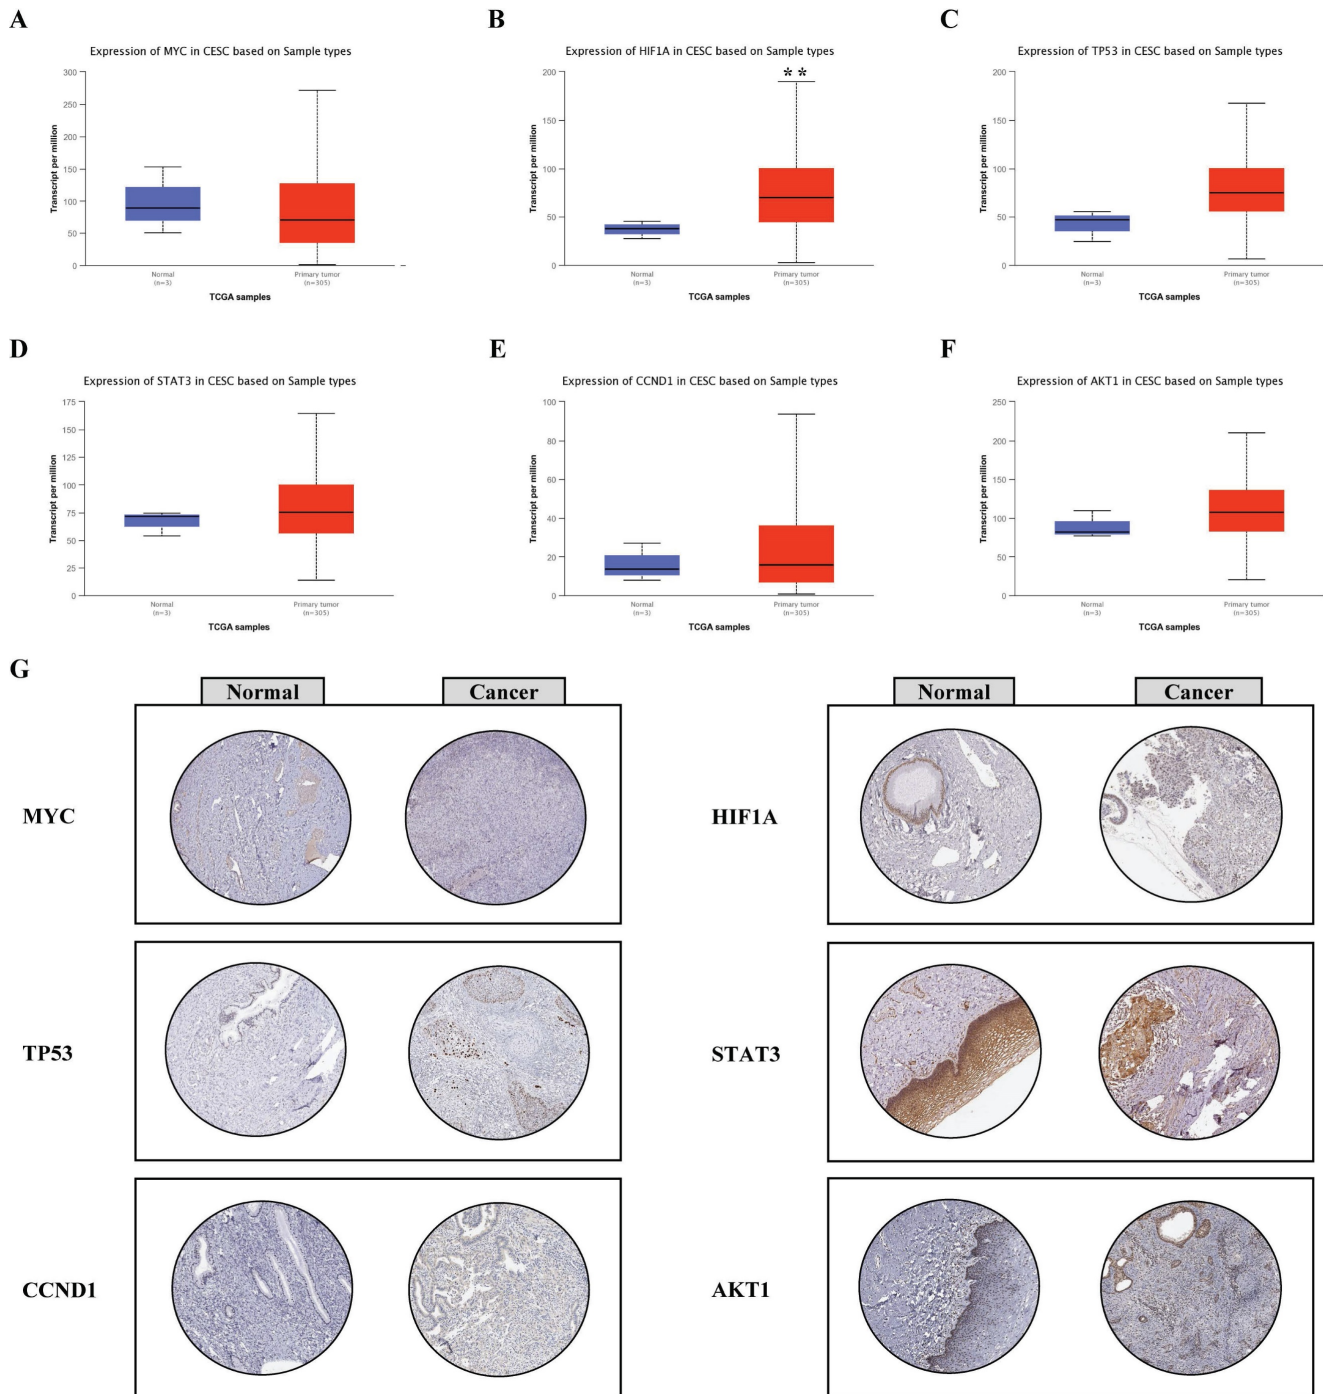 A
Expression of MYC in CESC based on Sample types
Transcript per million
300
250
200
150
100
50
0
Normal
(n=3)
Primary tumor
(n=305)
TCGA samples
B
Expression of HIF1A in CESC based on Sample types
Transcript per million
200
150
100
50
0
**
Normal
(n=3)
Primary tumor
(n=305)
TCGA samples
C
Expression of TP53 in CESC based on Sample types
Transcript per million
200
150
100
50
0
Normal
(n=3)
Primary tumor
(n=305)
TCGA samples
D
Expression of STAT3 in CESC based on Sample types
Transcript per million
175
150
125
100
75
50
25
0
Normal
(n=3)
Primary tumor
(n=305)
TCGA samples
E
Expression of CCND1 in CESC based on Sample types
Transcript per million
100
80
60
40
20
0
Normal
(n=3)
Primary tumor
(n=305)
TCGA samples
F
Expression of AKT1 in CESC based on Sample types
Transcript per million
250
200
150
100
50
0
Normal
(n=3)
Primary tumor
(n=305)
TCGA samples
G
Normal Cancer
Normal Cancer
MYC
HIF1A
TP53
STAT3
CCND1
AKT1